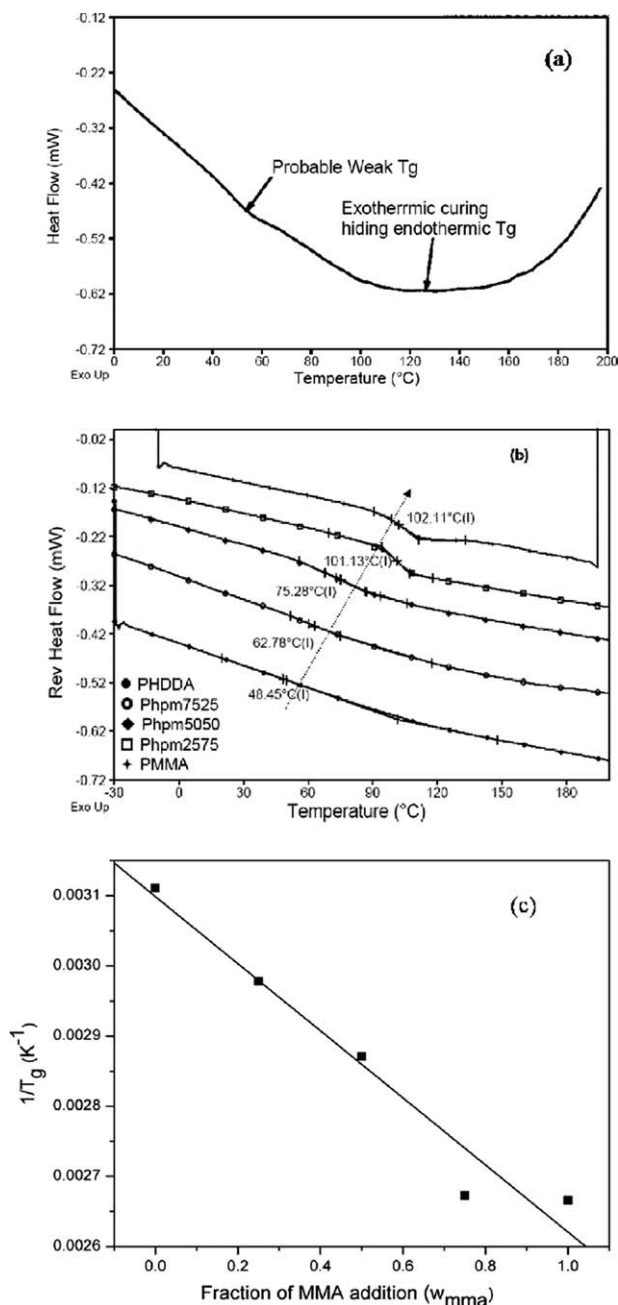 -0.12
(a)
-0.22
-0.32
Probable Weak Tg
-0.42
Exotherrmic curing
hiding endothermic Tg
-0.52
-0.62
-0.72
Heat Flow (mW)
0 20 40 60 80 100 120 140 160 180 200
Exo Up
Temperature (°C)
-0.02
(b)
-0.12
102.11°C(I)
-0.22
101.13°C(I)
75.28°C(I)
-0.32
62.78°C(I)
-0.42
48.45°C(I)
-0.52
-0.62
-0.72
Rev Heat Flow (mW)
PHDDA
Phpm7525
Phpm5050
Phpm2575
PMMA
-30 0 30 60 90 120 150 180
Exo Up
Temperature (°C)
(c)
0.0031
0.0030
0.0029
0.0028
0.0027
0.0026
1/Tg (K-1)
0.0 0.2 0.4 0.6 0.8 1.0
Fraction of MMA addition (wmma)